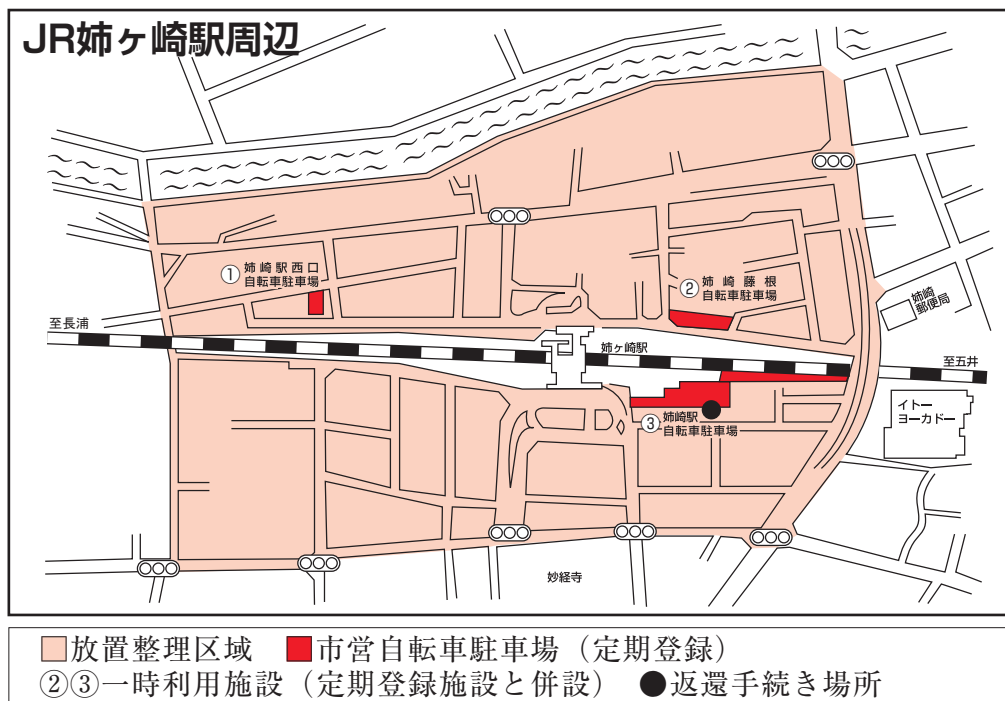 JR姉ヶ崎駅周辺
① 姉崎駅西口
自転車駐車場
② 姉崎藤根
自転車駐車場
姉崎
郵便局
至長浦
姉ヶ崎駅
至五井
イトー
ヨーカドー
③ 姉崎駅
自転車駐車場
妙経寺
放置整理区域 市営自転車駐車場（定期登録）
②③一時利用施設（定期登録施設と併設） ●返還手続き場所